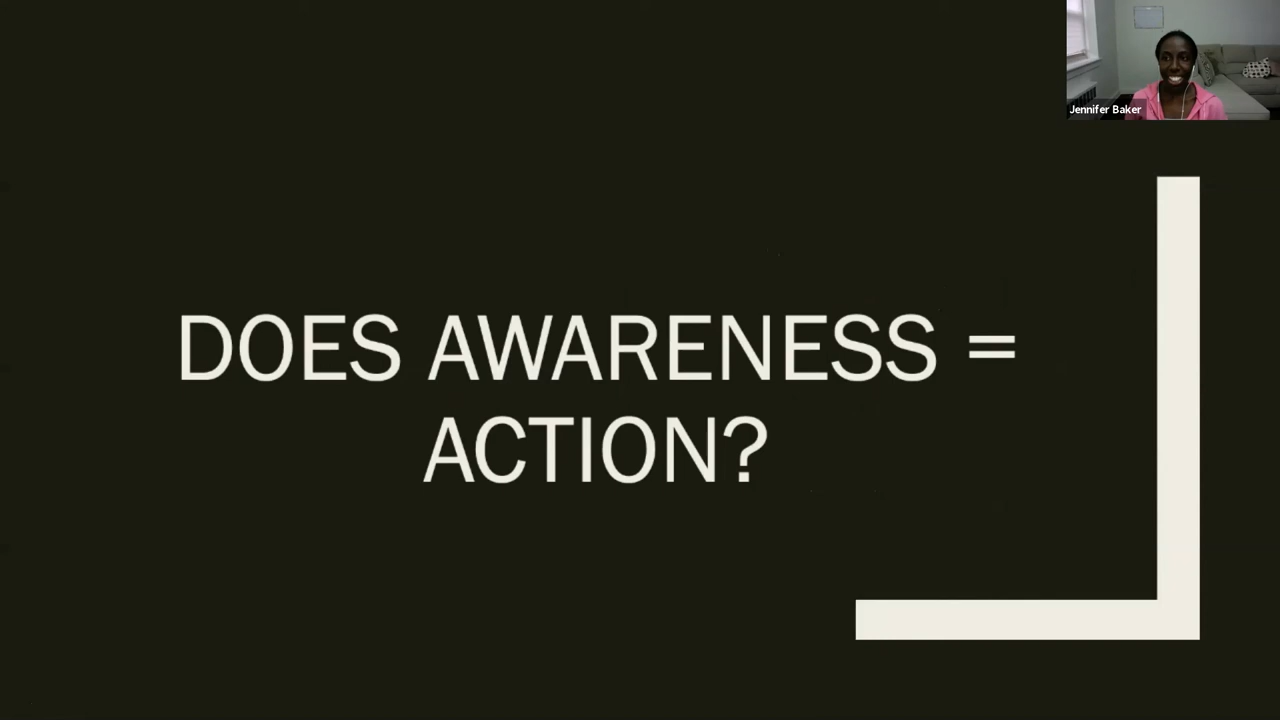 Jennifer Baker
DOES AWARENESS =
ACTION?